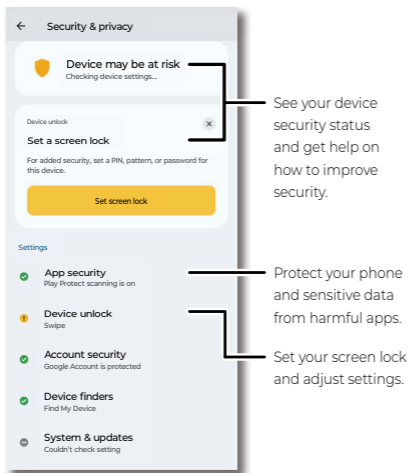 ← Security & privacy
Device may be at risk
Checking device settings...
Device unlock
Set a screen lock
For added security, set a PIN, pattern, or password for
this device.
Set screen lock
Settings
App security
Play Protect scanning is on
Device unlock
Swipe
Account security
Google Account is protected
Device finders
Find My Device
System & updates
Couldn't check setting
See your device
security status
and get help on
how to improve
security.
Protect your phone
and sensitive data
from harmful apps.
Set your screen lock
and adjust settings.